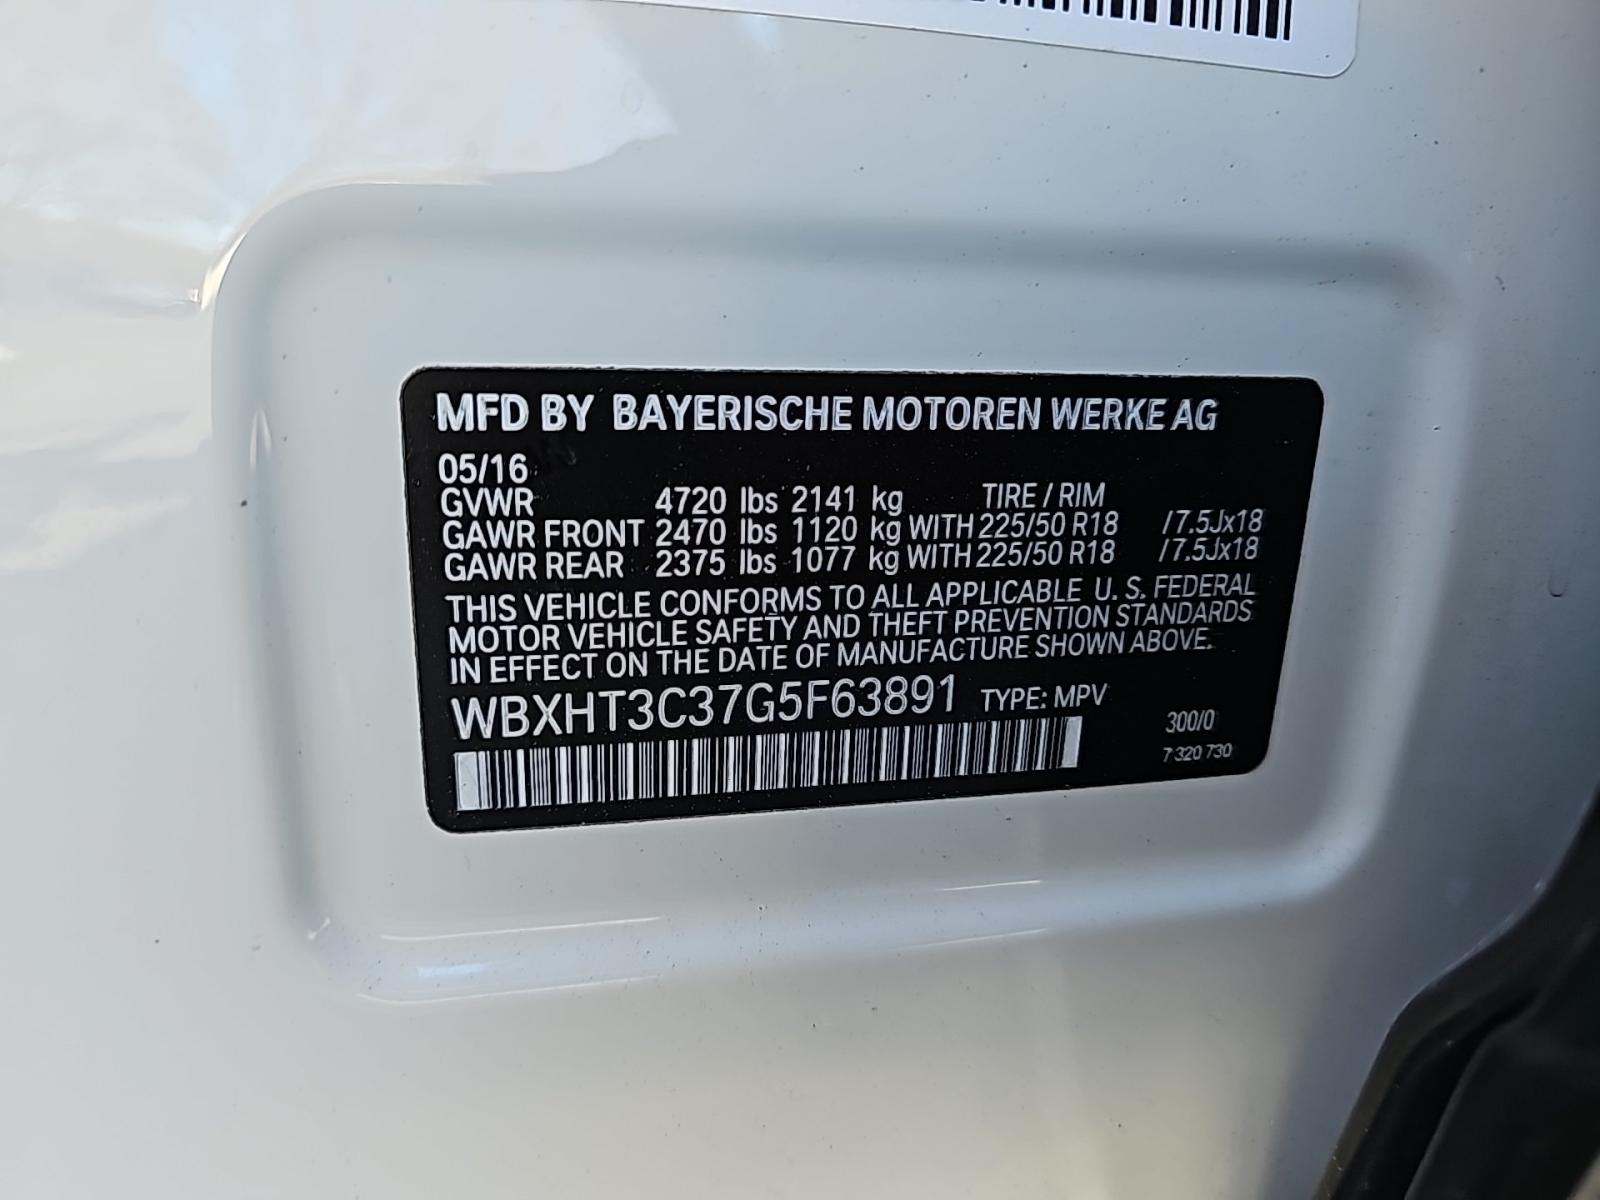 MFD BY BAYERISCHE MOTOREN WERKE AG
05/16
GVWR 4720 lbs 2141 kg TIRE / RIM
GAWR FRONT 2470 lbs 1120 kg WITH 225/50 R18 /7.5Jx18
GAWR REAR 2375 lbs 1077 kg WITH 225/50 R18 /7.5Jx18
THIS VEHICLE CONFORMS TO ALL APPLICABLE U. S. FEDERAL
MOTOR VEHICLE SAFETY AND THEFT PREVENTION STANDARDS
IN EFFECT ON THE DATE OF MANUFACTURE SHOWN ABOVE.
WBXHT3C37G5F63891 TYPE: MPV
300/0
7 320 730